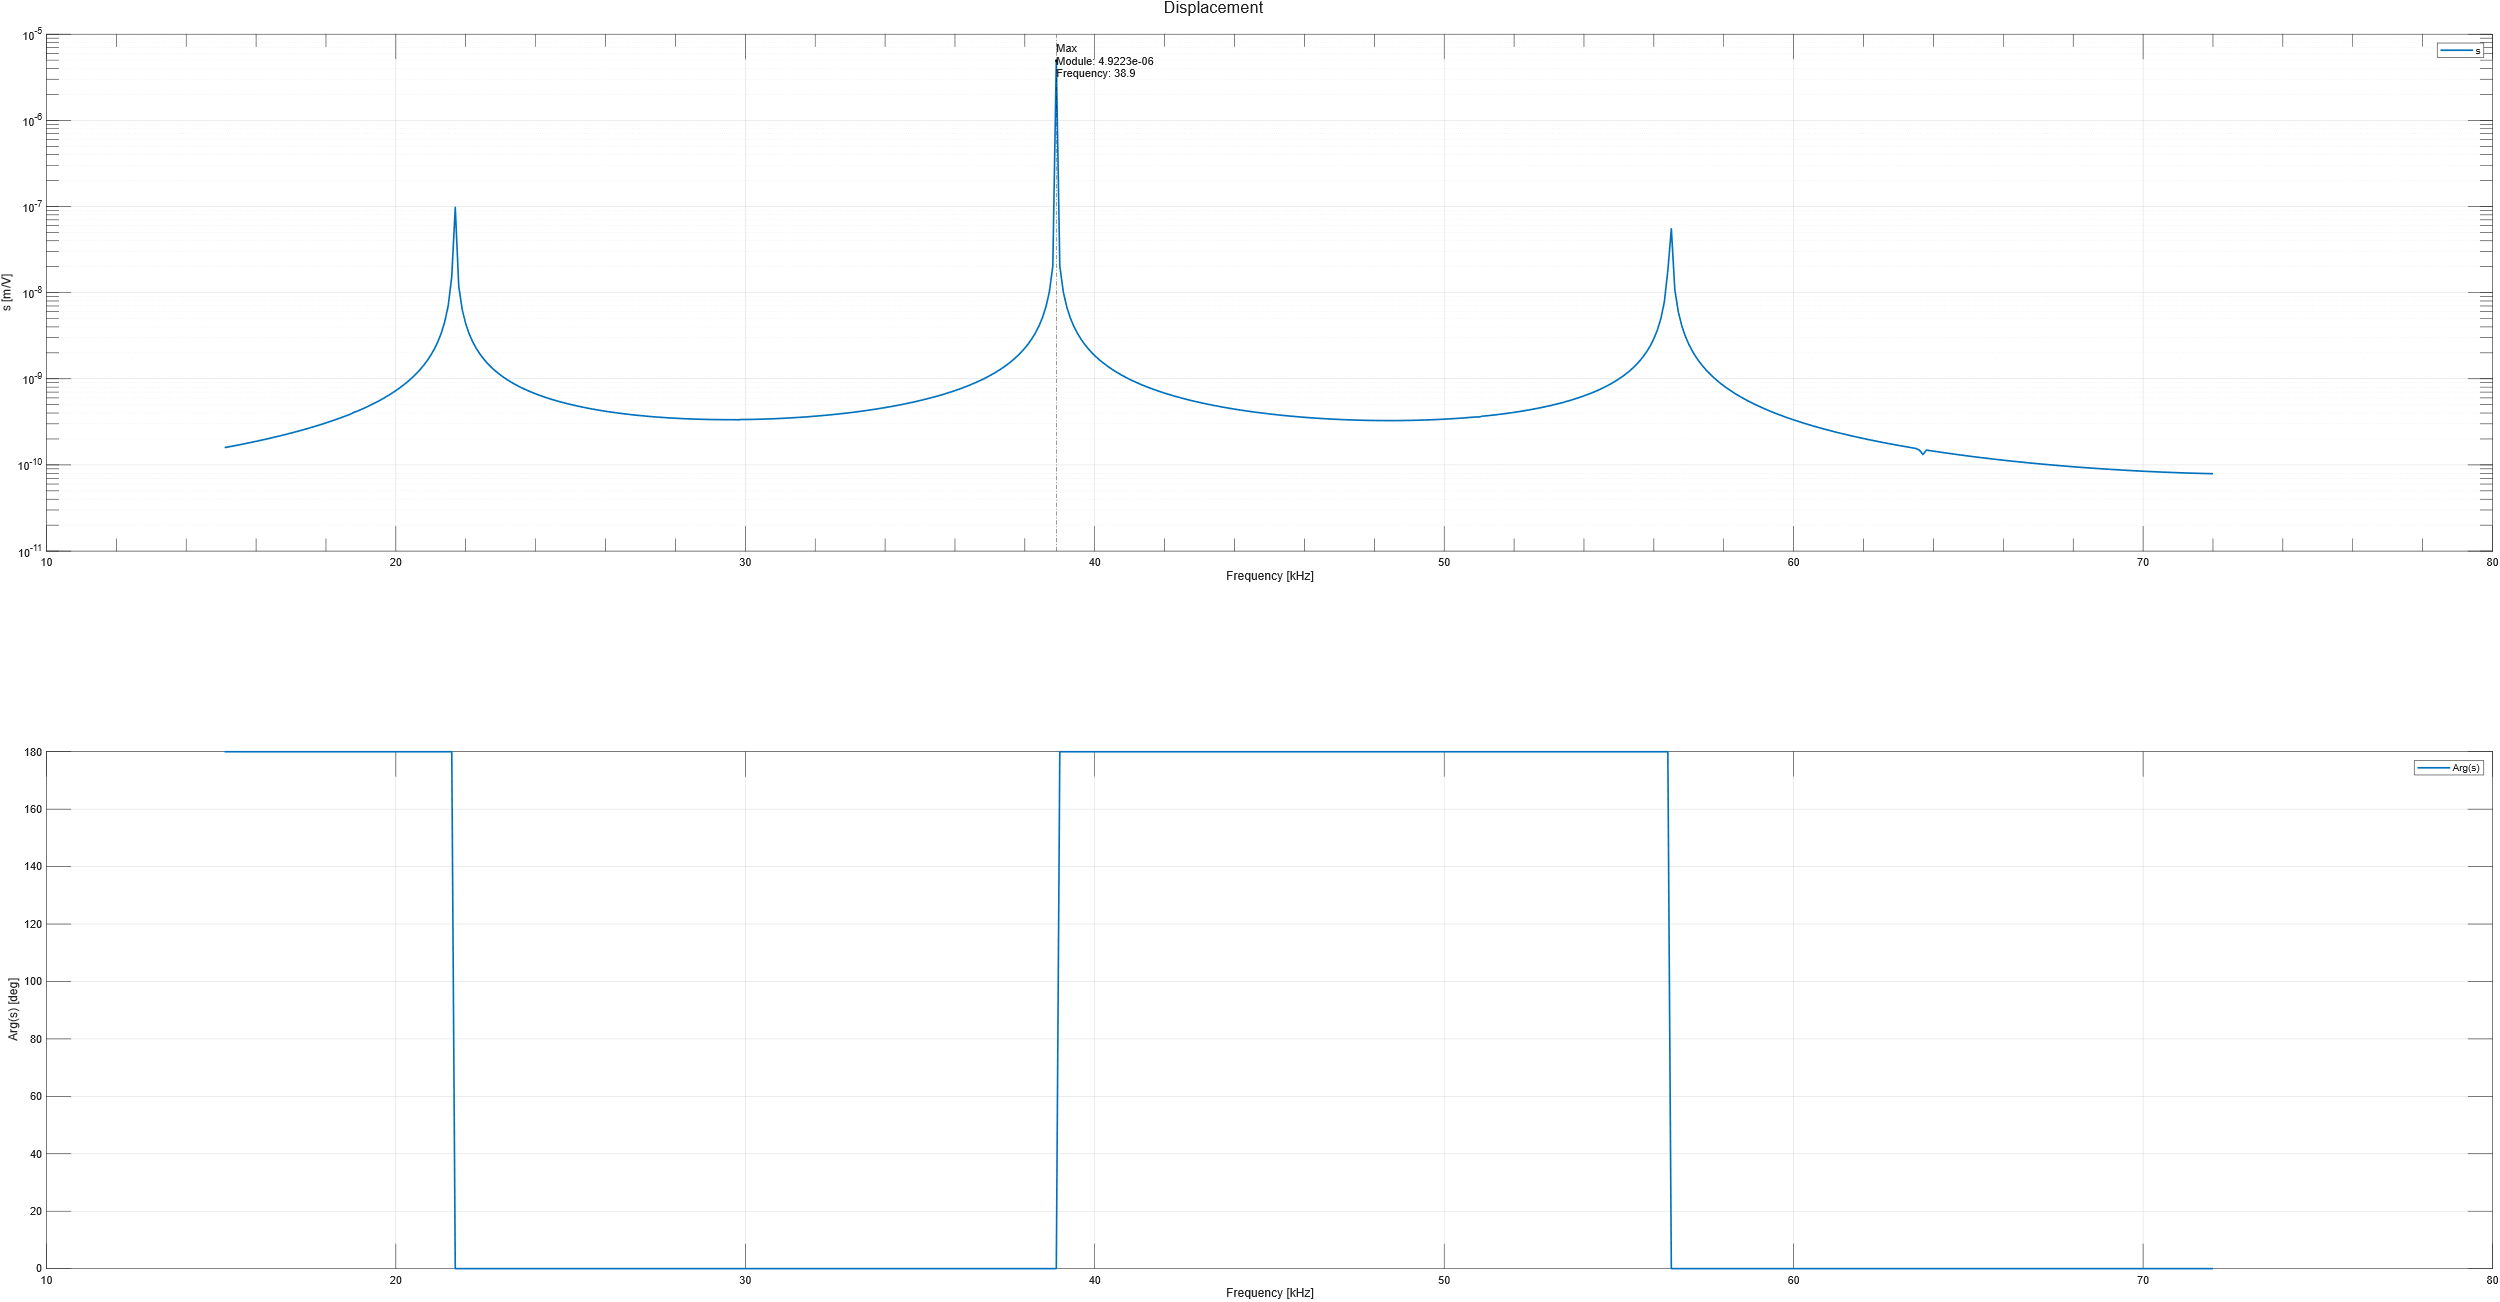 Displacement
Max
Module: 4.9223e-06
Frequency: 38.9
s
s [m/V]
10^-5
10^-6
10^-7
10^-8
10^-9
10^-10
10^-11
10 20 30 40 50 60 70 80
Frequency [kHz]
Arg(s)
Arg(s) [deg]
180
160
140
120
100
80
60
40
20
0
10 20 30 40 50 60 70 80
Frequency [kHz]